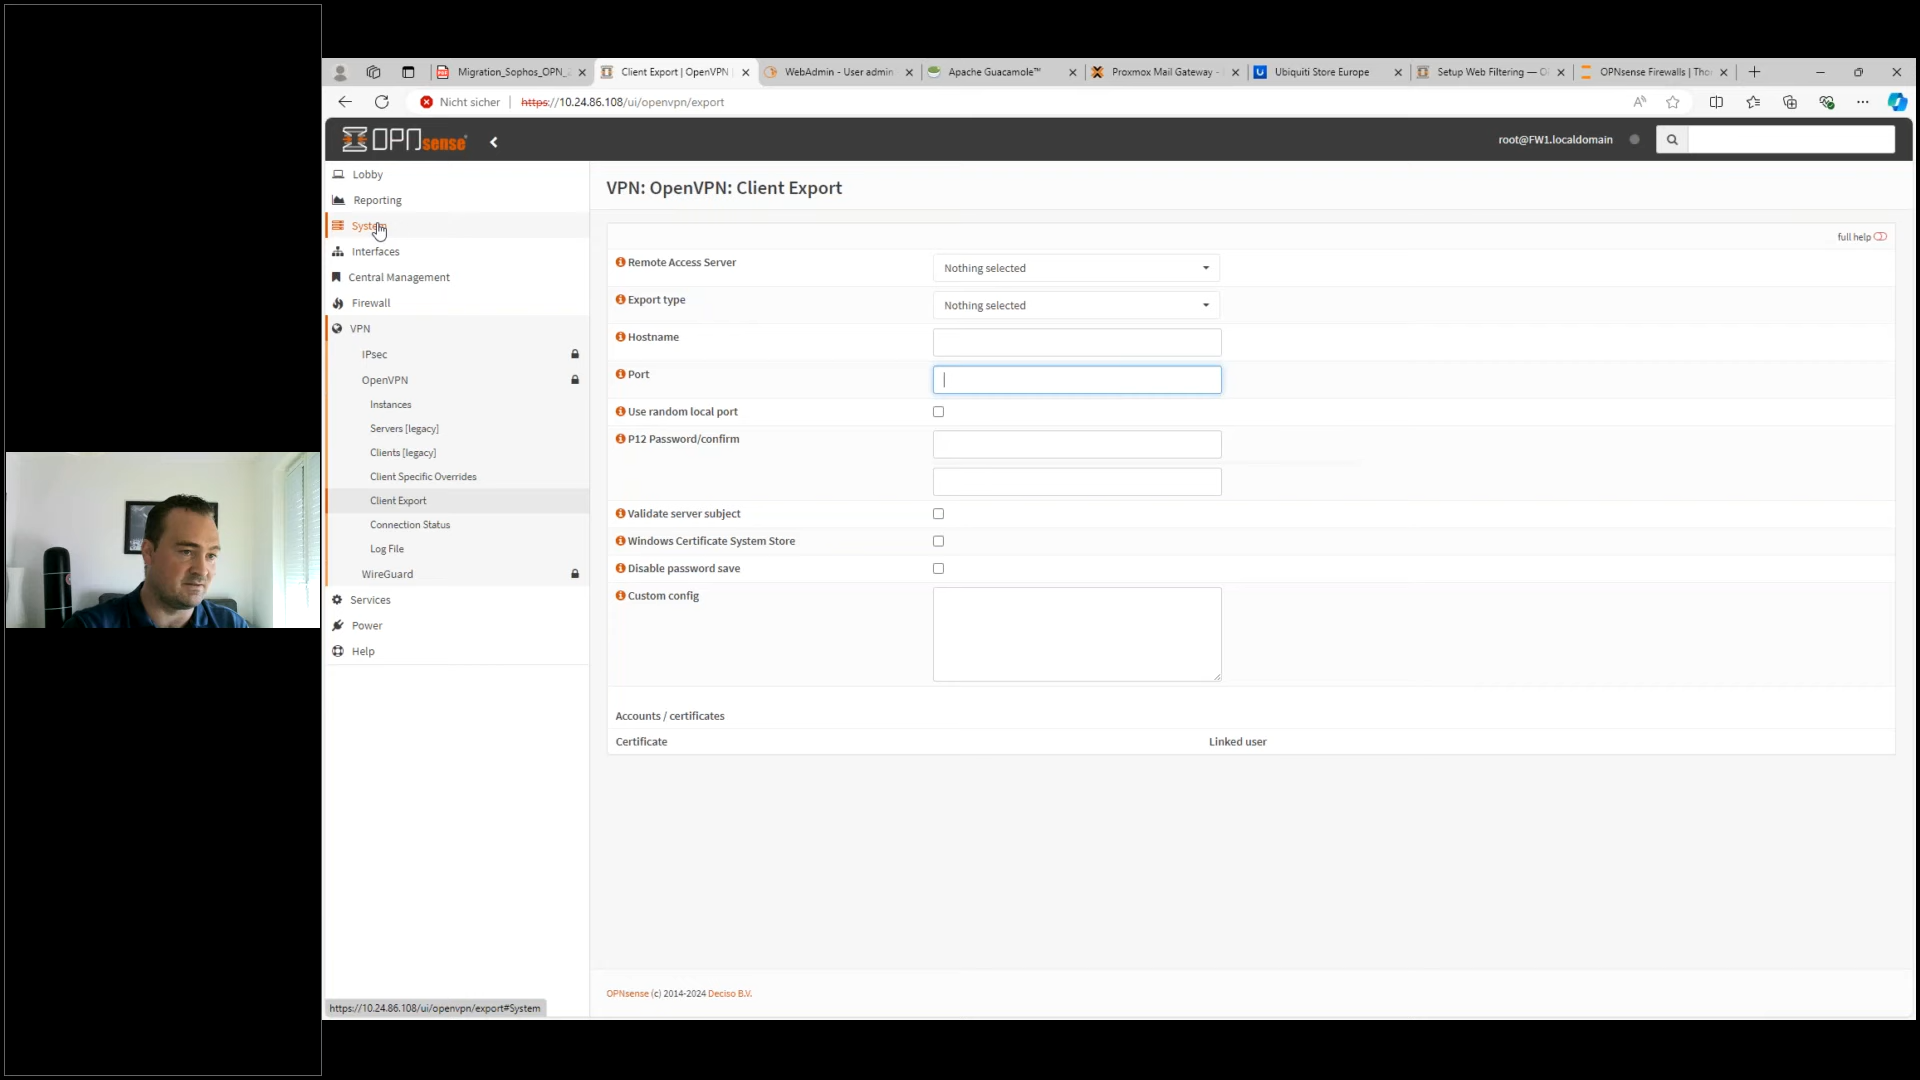 Migration_Sophos_OPN_
Client Export | OpenVPN |
WebAdmin - User admin
Apache Guacamole™
Proxmox Mail Gateway -
Ubiquiti Store Europe
Setup Web Filtering —
OPNsense Firewalls | Tho
Nicht sicher
https://10.24.86.108/ui/openvpn/export
OPNsense
root@FW1.localdomain
Lobby
Reporting
System
Interfaces
Central Management
Firewall
VPN
IPsec
OpenVPN
Instances
Servers [legacy]
Clients [legacy]
Client Specific Overrides
Client Export
Connection Status
Log File
WireGuard
Services
Power
Help
VPN: OpenVPN: Client Export
full help
Remote Access Server
Nothing selected
Export type
Nothing selected
Hostname
Port
Use random local port
P12 Password/confirm
Validate server subject
Windows Certificate System Store
Disable password save
Custom config
Accounts / certificates
Certificate
Linked user
OPNsense (c) 2014-2024 Deciso B.V.
https://10.24.86.108/ui/openvpn/export#System